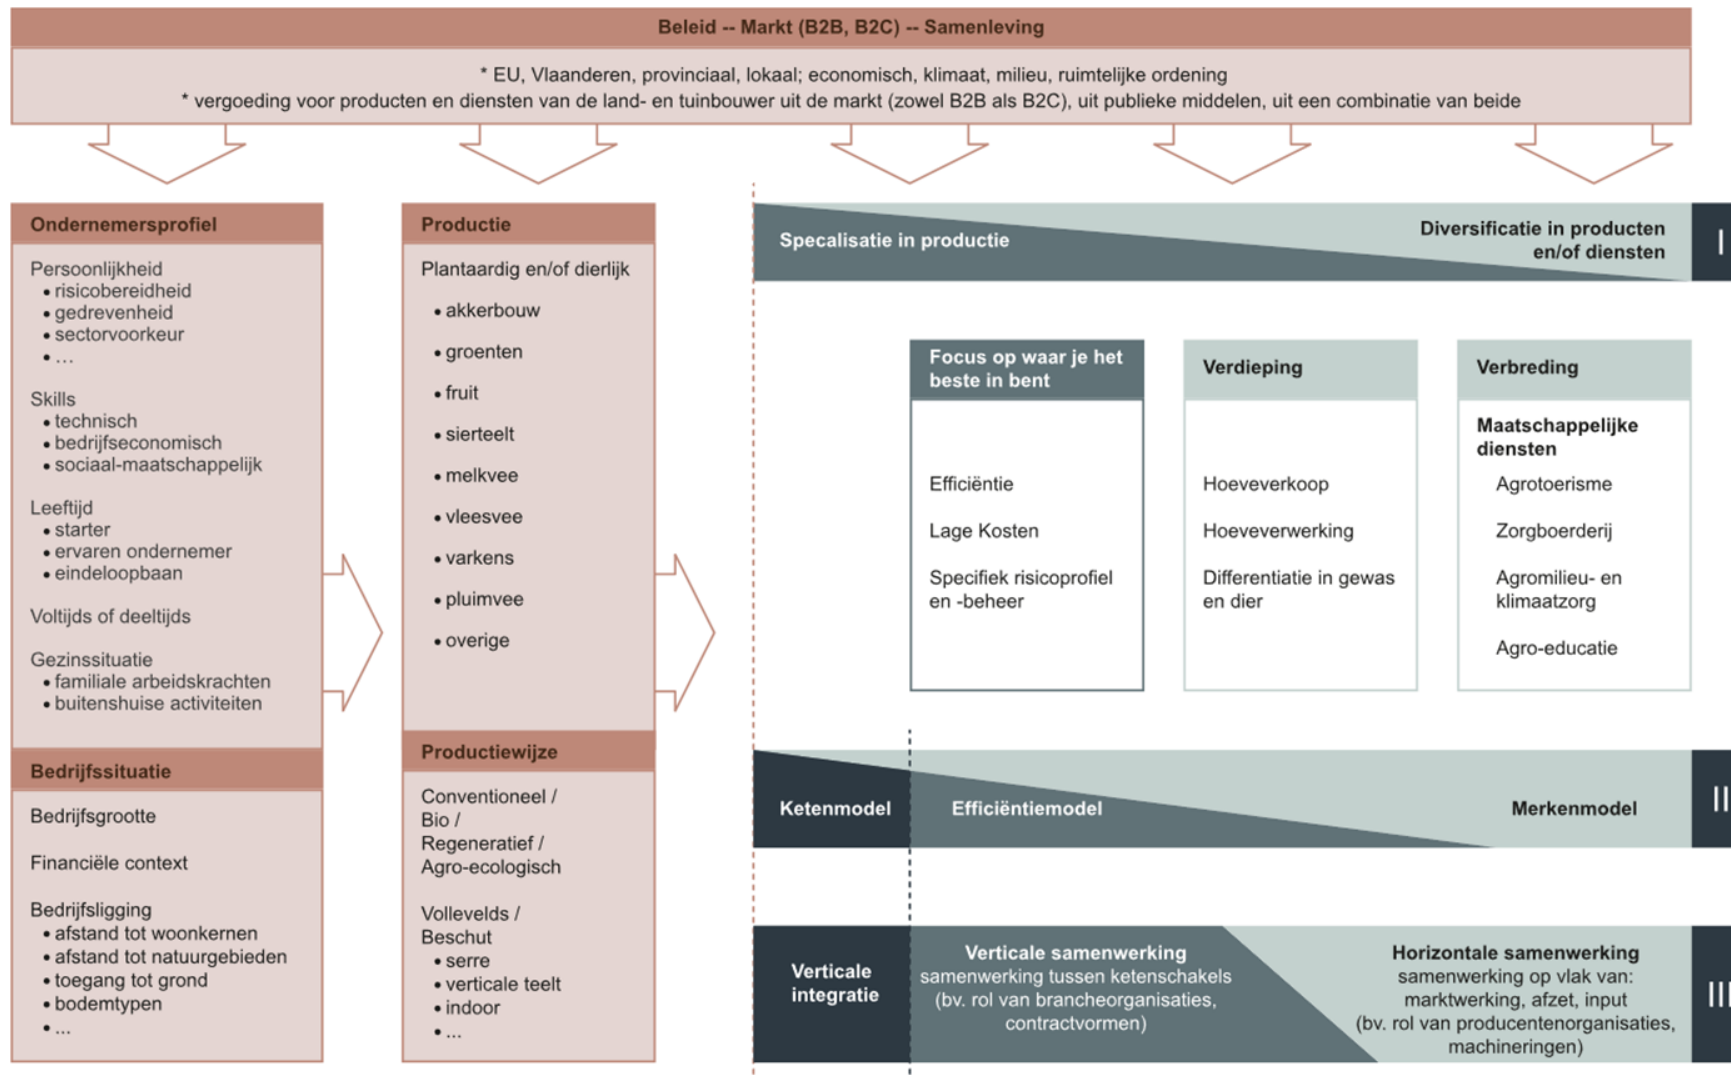 Beleid -- Markt (B2B, B2C) -- Samenleving
* EU, Vlaanderen, provinciaal, lokaal; economisch, klimaat, milieu, ruimtelijke ordening
* vergoeding voor producten en diensten van de land- en tuinbouwer uit de markt (zowel B2B als B2C), uit publieke middelen, uit een combinatie van beide
Ondernemersprofiel
Persoonlijkheid
• risicobereidheid
• gedrevenheid
• sectorvoorkeur
• ...
Skills
• technisch
• bedrijfseconomisch
• sociaal-maatschappelijk
Leeftijd
• starter
• ervaren ondernemer
• eindeloopbaan
Voltijds of deeltijds
Gezinssituatie
• familiale arbeidskrachten
• buitenshuise activiteiten
Bedrijfssituatie
Bedrijfsgrootte
Financiële context
Bedrijfsligging
• afstand tot woonkernen
• afstand tot natuurgebieden
• toegang tot grond
• bodemtypen
• ...
Productie
Plantaardig en/of dierlijk
• akkerbouw
• groenten
• fruit
• sierteelt
• melkvee
• vleesvee
• varkens
• pluimvee
• overige
Productiewijze
Conventioneel /
Bio /
Regeneratief /
Agro-ecologisch
Vollevelds /
Beschut
• serre
• verticale teelt
• indoor
• ...
Specalisatie in productie
Diversificatie in producten
en/of diensten
I
Focus op waar je het
beste in bent
Efficiëntie
Lage Kosten
Specifiek risicoprofiel
en -beheer
Verdieping
Hoeveverkoop
Hoeveverwerking
Differentiatie in gewas
en dier
Verbreding
Maatschappelijke
diensten
Agrotoerisme
Zorgboerderij
Agromilieu- en
klimaatzorg
Agro-educatie
Ketenmodel
Efficiëntiemodel
Merkenmodel
II
Verticale
integratie
Verticale samenwerking
samenwerking tussen ketenschakels
(bv. rol van brancheorganisaties,
contractvormen)
Horizontale samenwerking
samenwerking op vlak van:
marktwerking, afzet, input
(bv. rol van producentenorganisaties,
machineringen)
III